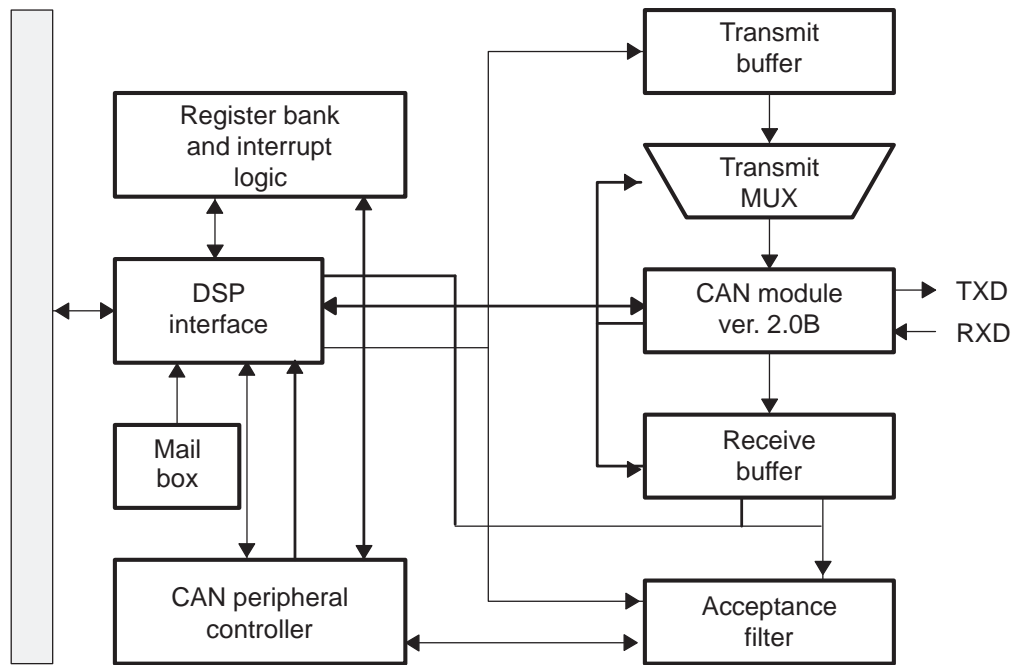 Transmit
buffer
Register bank
and interrupt
logic
Transmit
MUX
DSP
interface
CAN module
ver. 2.0B
TXD
RXD
Mail
box
Receive
buffer
CAN peripheral
controller
Acceptance
filter